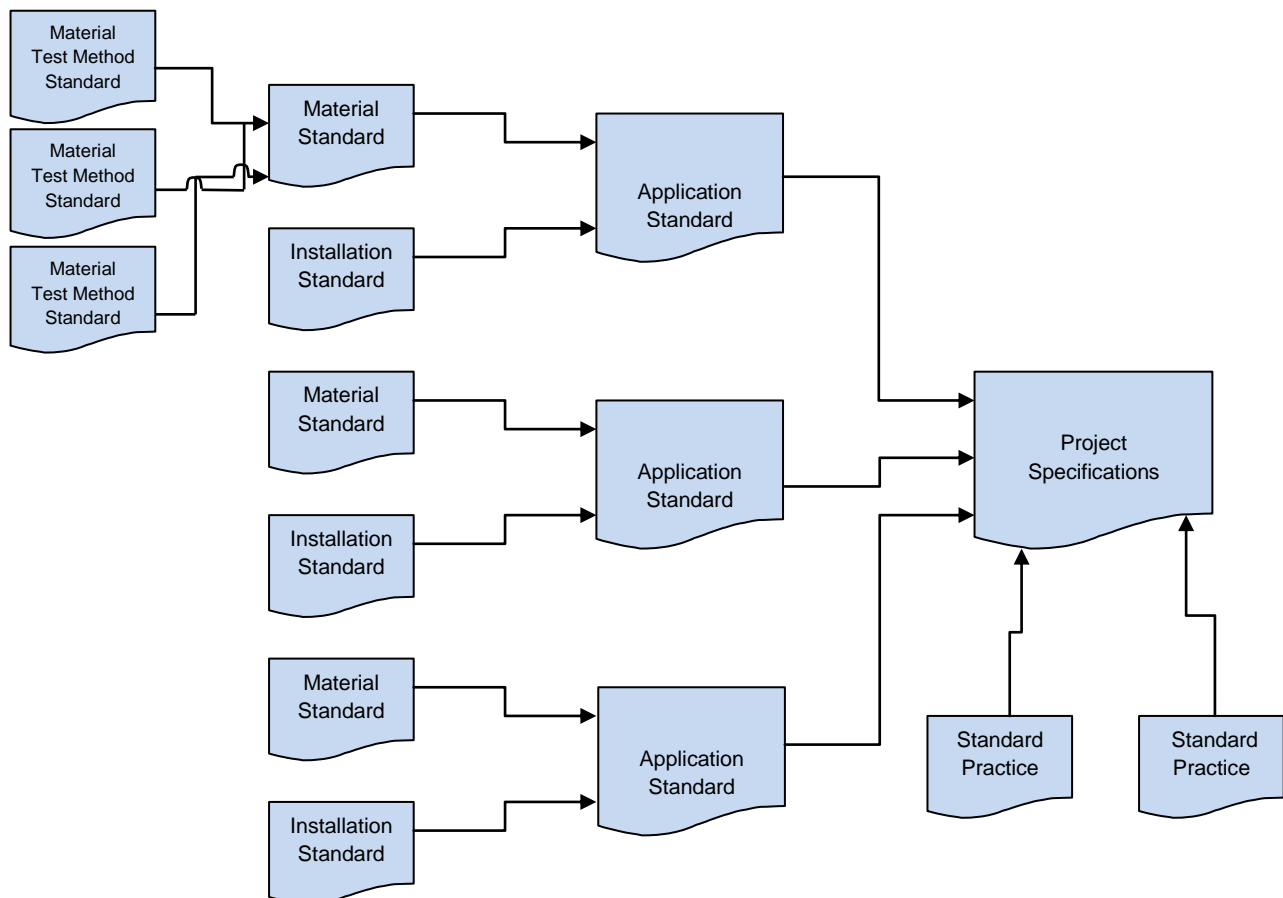 Material
Test Method
Standard
Material
Test Method
Standard
Material
Test Method
Standard
Material
Standard
Installation
Standard
Material
Standard
Installation
Standard
Material
Standard
Installation
Standard
Application
Standard
Application
Standard
Application
Standard
Project
Specifications
Standard
Practice
Standard
Practice